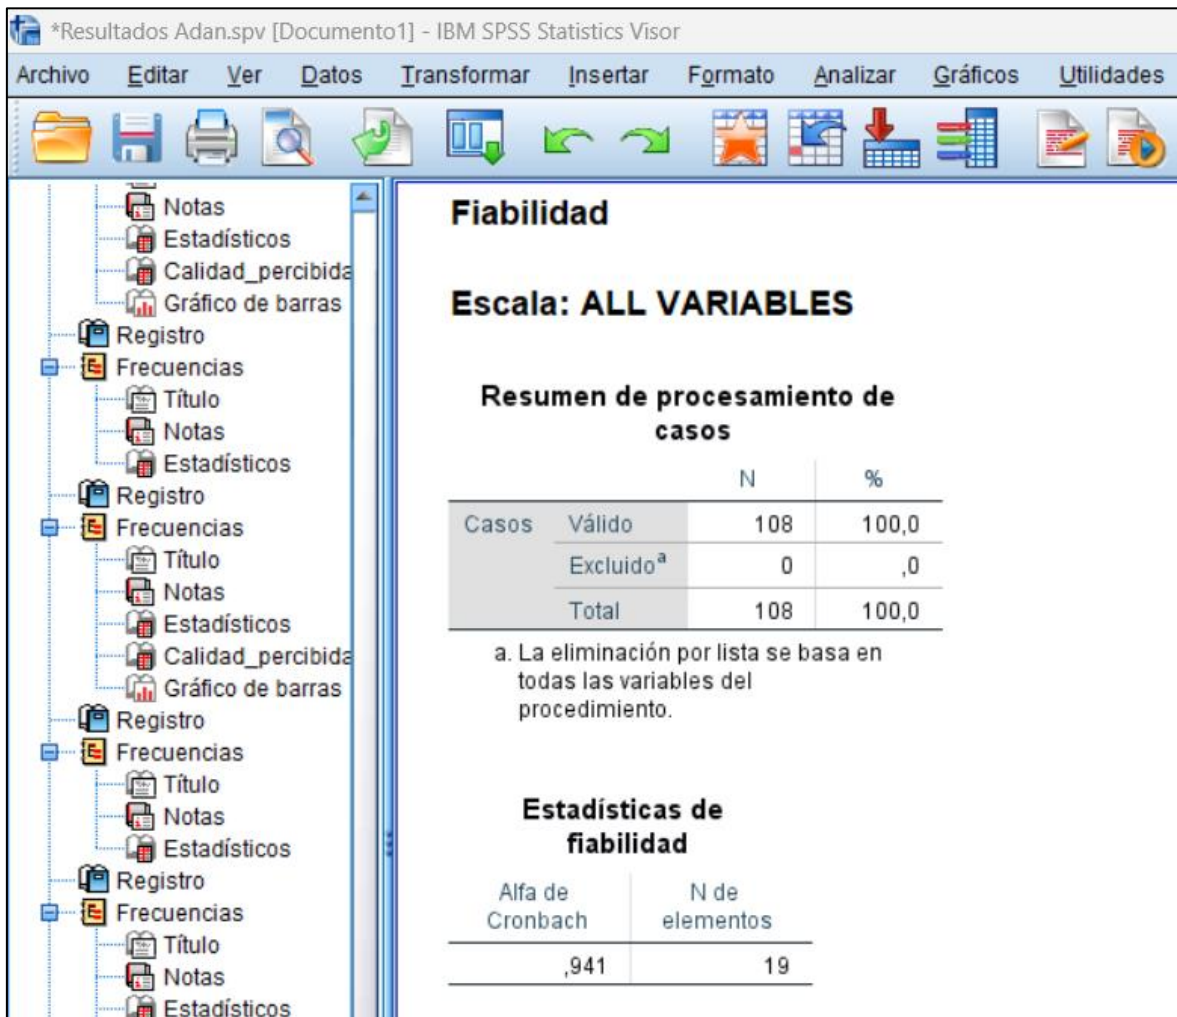 *Resultados Adan.spv [Documento1] - IBM SPSS Statistics Visor
Archivo Editar Ver Datos Transformar Insertar Formato Analizar Gráficos Utilidades
Notas
Estadísticos
Calidad_percibida
Gráfico de barras
Registro
Frecuencias
Título
Notas
Estadísticos
Registro
Frecuencias
Título
Notas
Estadísticos
Calidad_percibida
Gráfico de barras
Registro
Frecuencias
Título
Notas
Estadísticos
Registro
Frecuencias
Título
Notas
Estadísticos
Fiabilidad
Escala: ALL VARIABLES
Resumen de procesamiento de
casos
N %
Casos Válido 108 100,0
Excluidoª 0 ,0
Total 108 100,0
a. La eliminación por lista se basa en
todas las variables del
procedimiento.
Estadísticas de
fiabilidad
Alfa de N de
Cronbach elementos
,941 19